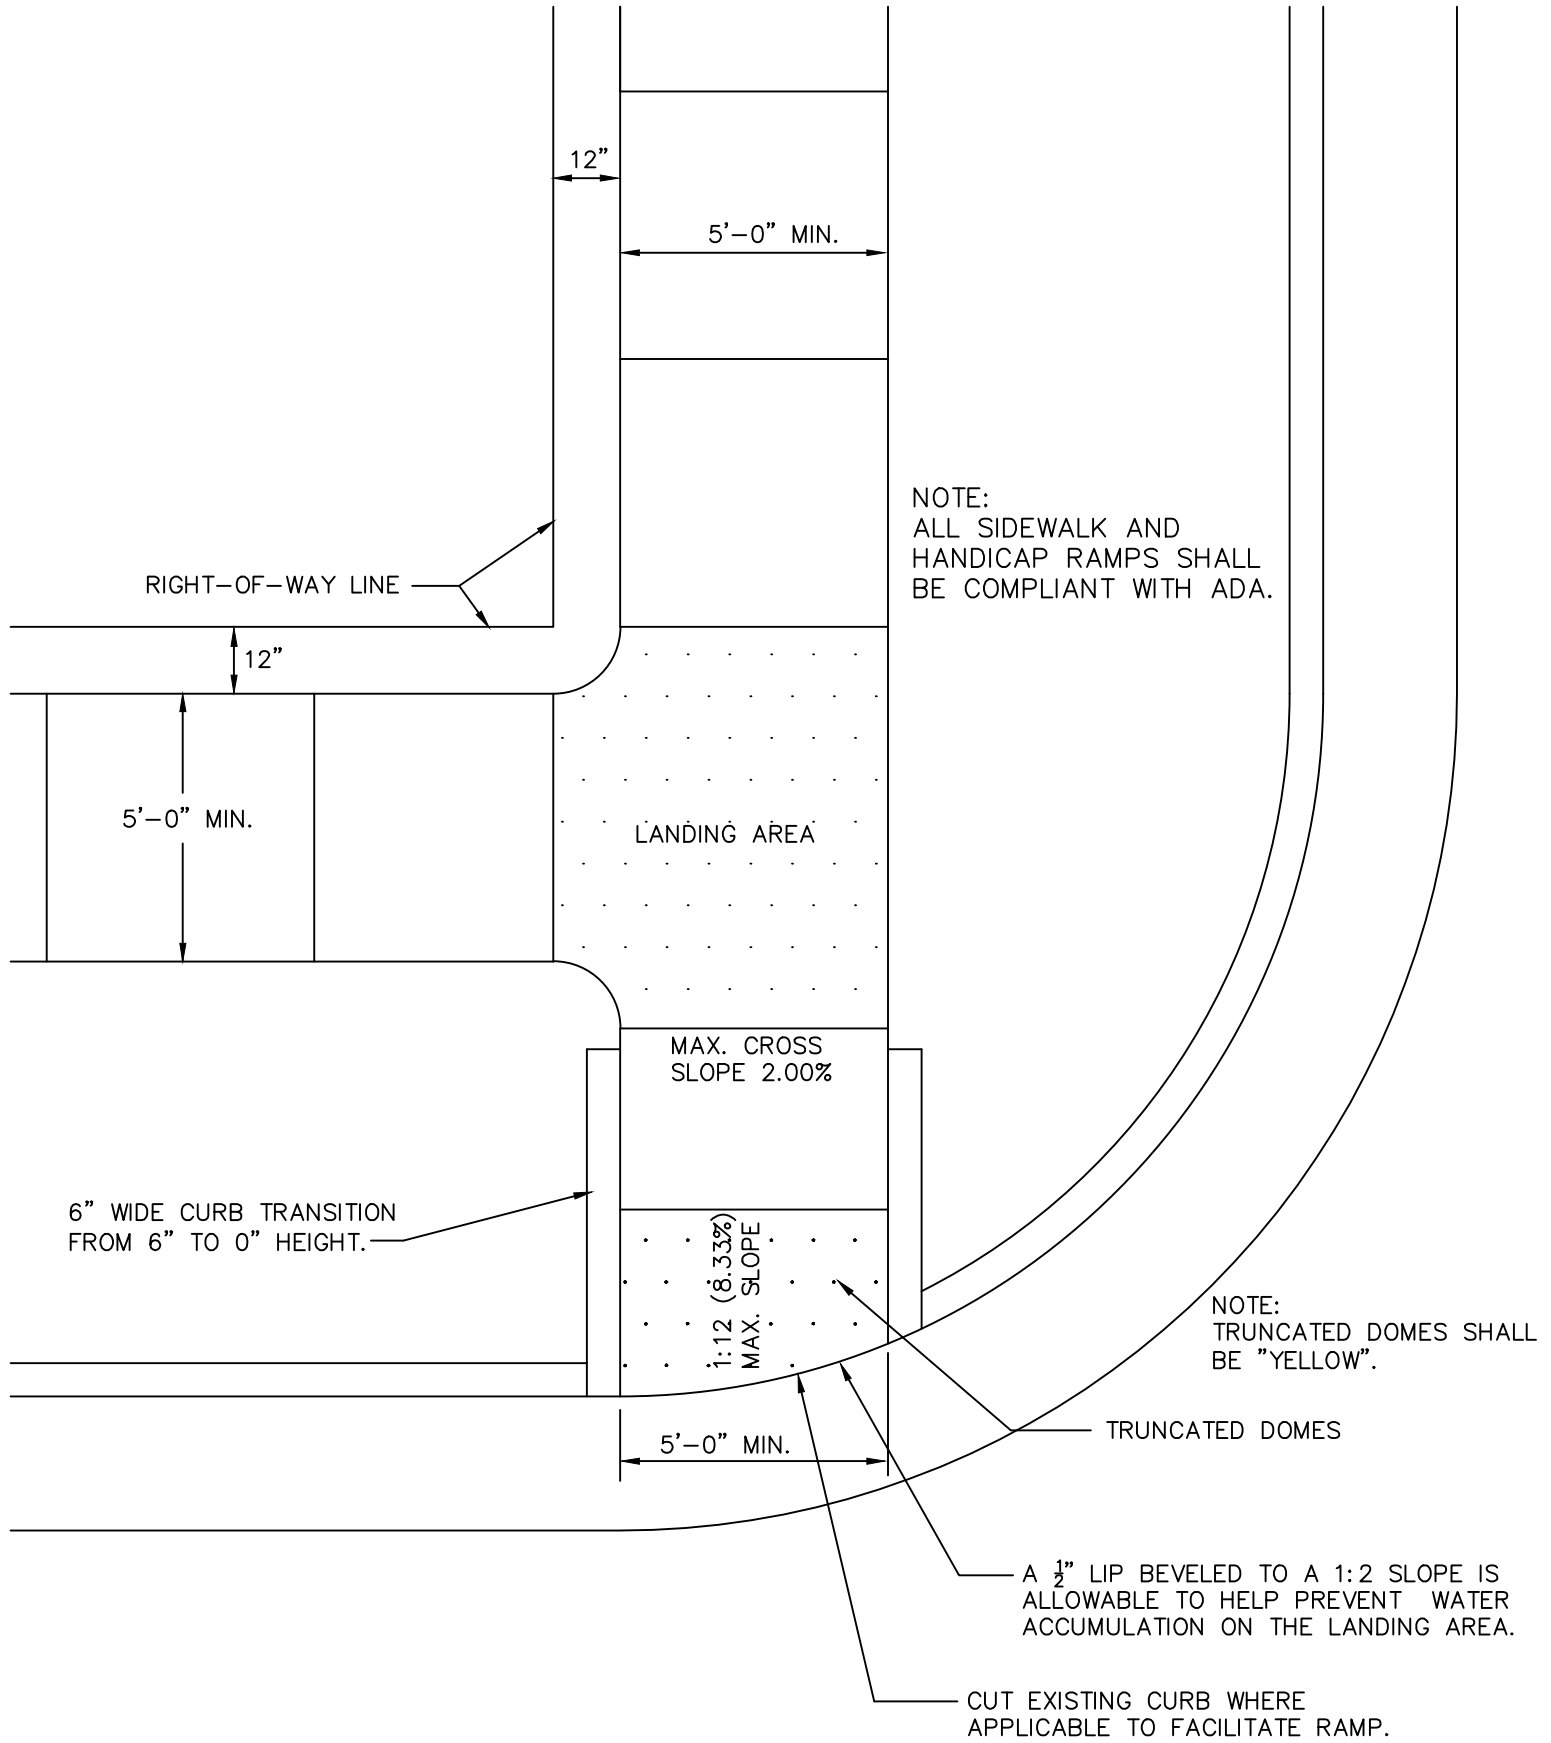 12”
5’–0” MIN.
NOTE:
ALL SIDEWALK AND
HANDICAP RAMPS SHALL
BE COMPLIANT WITH ADA.
RIGHT–OF–WAY LINE
12”
5’–0” MIN.
LANDING AREA
MAX. CROSS
SLOPE 2.00%
6” WIDE CURB TRANSITION
FROM 6” TO 0” HEIGHT.
1:12 (8.33%)
MAX. SLOPE
NOTE:
TRUNCATED DOMES SHALL
BE ”YELLOW”.
TRUNCATED DOMES
5’–0” MIN.
A ½” LIP BEVELED TO A 1:2 SLOPE IS
ALLOWABLE TO HELP PREVENT WATER
ACCUMULATION ON THE LANDING AREA.
CUT EXISTING CURB WHERE
APPLICABLE TO FACILITATE RAMP.